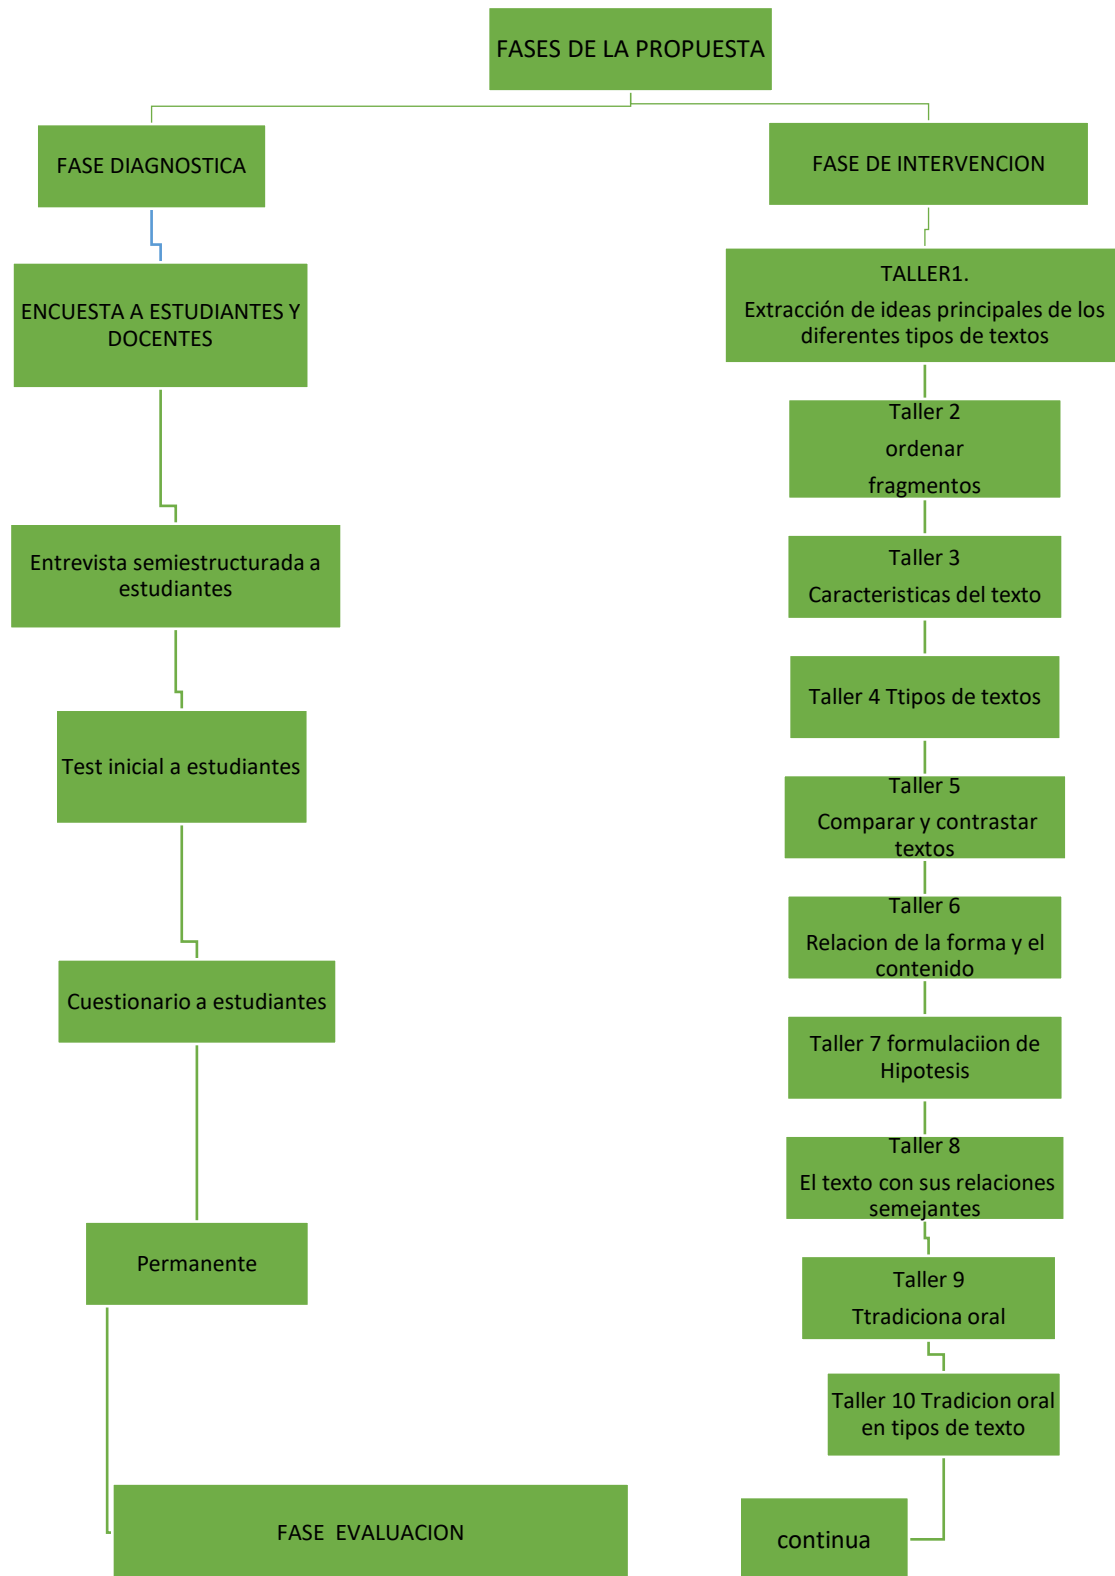 FASES DE LA PROPUESTA
FASE DIAGNOSTICA
ENCUESTA A ESTUDIANTES Y
DOCENTES
Entrevista semiestructurada a
estudiantes
Test inicial a estudiantes
Cuestionario a estudiantes
Permanente
FASE EVALUACION
FASE DE INTERVENCION
TALLER1.
Extracción de ideas principales de los
diferentes tipos de textos
Taller 2
ordenar
fragmentos
Taller 3
Caracteristicas del texto
Taller 4 Ttipos de textos
Taller 5
Comparar y contrastar
textos
Taller 6
Relacion de la forma y el
contenido
Taller 7 formulaciion de
Hipotesis
Taller 8
El texto con sus relaciones
semejantes
Taller 9
Ttradiciona oral
Taller 10 Tradicion oral
en tipos de texto
continua